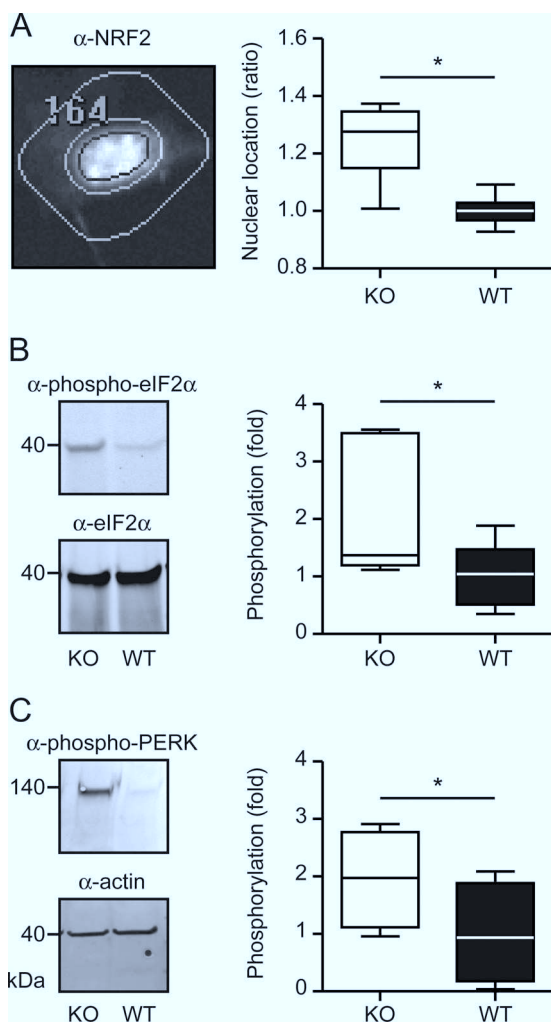 A
α-NRF2
164
Nuclear location (ratio)
1.6
1.4
1.2
1.0
0.8
*
KO WT
B
α-phospho-eIF2α
40
α-eIF2α
40
KO WT
Phosphorylation (fold)
4
3
2
1
0
*
KO WT
C
α-phospho-PERK
140
α-actin
40
kDa
KO WT
Phosphorylation (fold)
4
3
2
1
0
*
KO WT